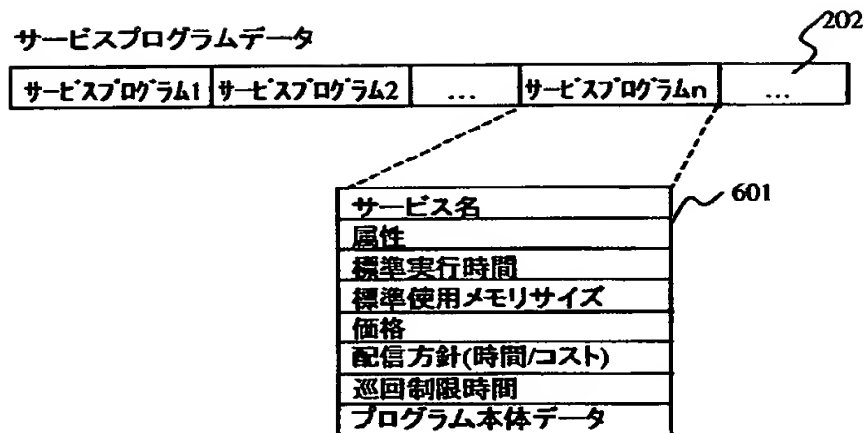 202
サービスプログラムデータ
サービスプログラム1 サービスプログラム2 ... サービスプログラムn ...
601
サービス名
属性
標準実行時間
標準使用メモリサイズ
価格
配信方針(時間/コスト)
巡回制限時間
プログラム本体データ